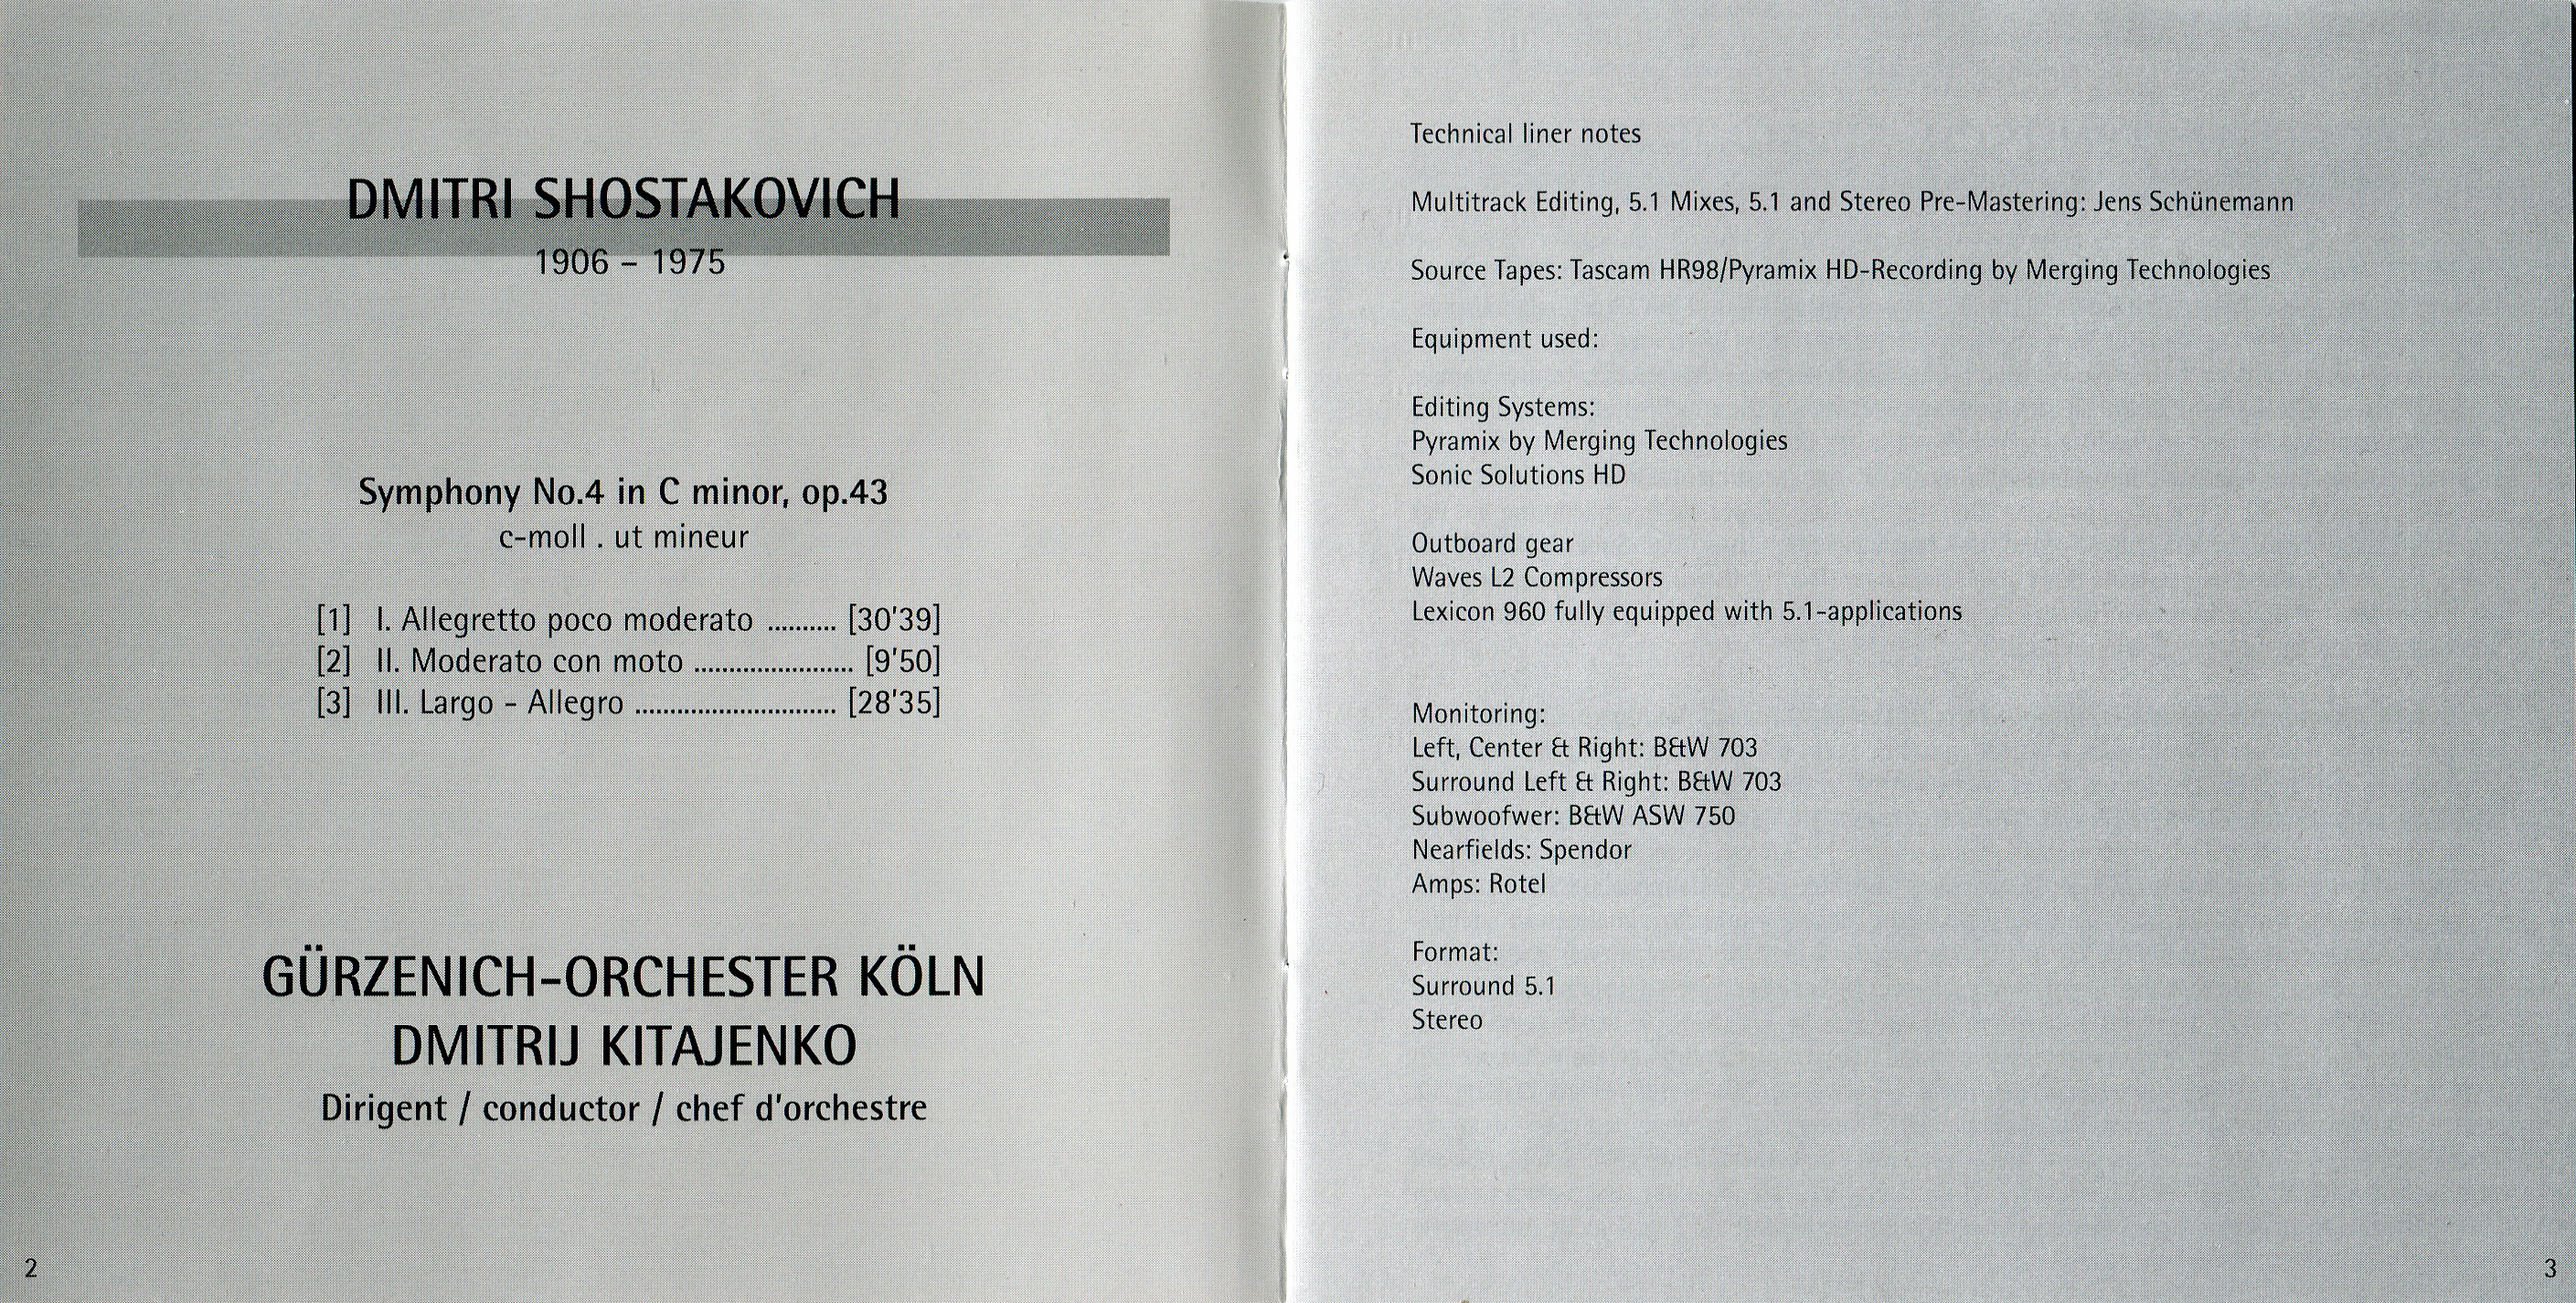 DMITRI SHOSTAKOVICH
1906 – 1975
Symphony No.4 in C minor, op.43
c-moll . ut mineur
[1] I. Allegretto poco moderato .......... [30'39]
[2] II. Moderato con moto ....................... [9'50]
[3] III. Largo - Allegro ............................. [28'35]
GÜRZENICH-ORCHESTER KÖLN
DMITRIJ KITAJENKO
Dirigent / conductor / chef d'orchestre
2
Technical liner notes
Multitrack Editing, 5.1 Mixes, 5.1 and Stereo Pre-Mastering: Jens Schünemann
Source Tapes: Tascam HR98/Pyramix HD-Recording by Merging Technologies
Equipment used:
Editing Systems:
Pyramix by Merging Technologies
Sonic Solutions HD
Outboard gear
Waves L2 Compressors
Lexicon 960 fully equipped with 5.1-applications
Monitoring:
Left, Center & Right: B&W 703
Surround Left & Right: B&W 703
Subwoofwer: B&W ASW 750
Nearfields: Spendor
Amps: Rotel
Format:
Surround 5.1
Stereo
3